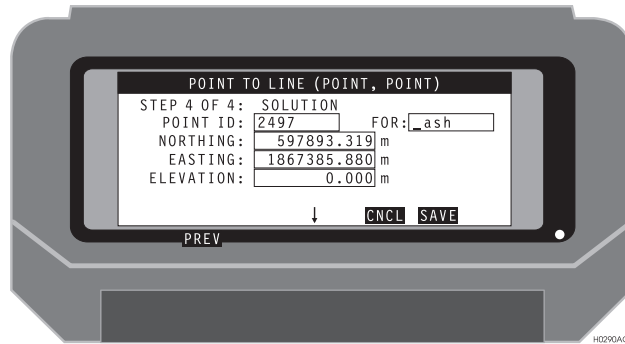 POINT TO LINE (POINT, POINT)
STEP 4 OF 4: SOLUTION
POINT ID: 2497 FOR: _ash
NORTHING: 597893.319 m
EASTING: 1867385.880 m
ELEVATION: 0.000 m
↓ CNCL SAVE
PREV
H0290AG